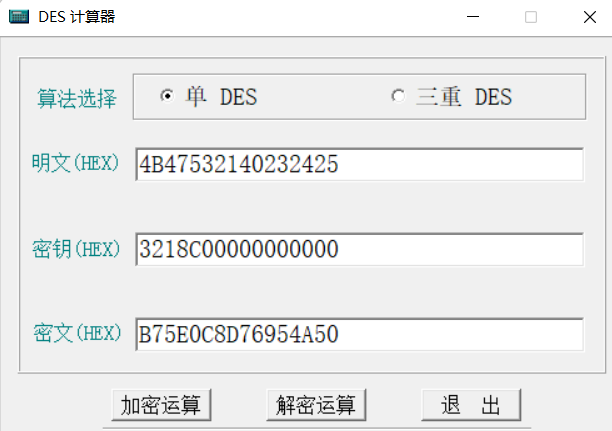 DES 计算器
算法选择 单 DES 三重 DES
明文(HEX) 4B47532140232425
密钥(HEX) 3218C00000000000
密文(HEX) B75E0C8D76954A50
加密运算 解密运算 退 出